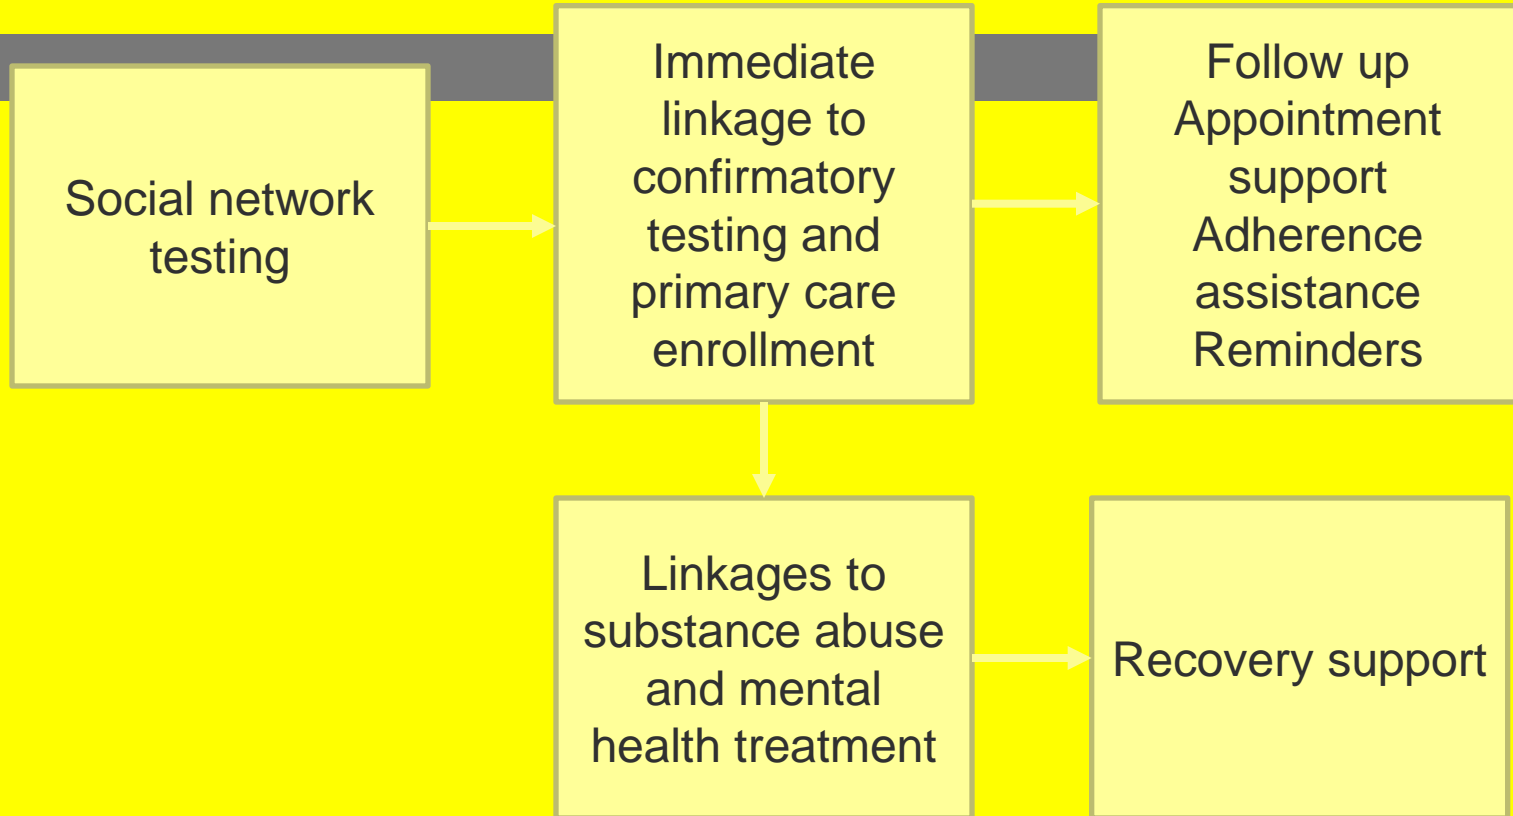 Social network
testing
Immediate
linkage to
confirmatory
testing and
primary care
enrollment
Follow up
Appointment
support
Adherence
assistance
Reminders
Linkages to
substance abuse
and mental
health treatment
Recovery support